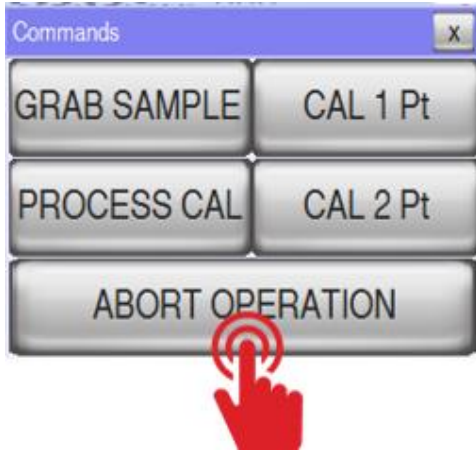 Commands
X
GRAB SAMPLE
CAL 1 Pt
PROCESS CAL
CAL 2 Pt
ABORT OPERATION